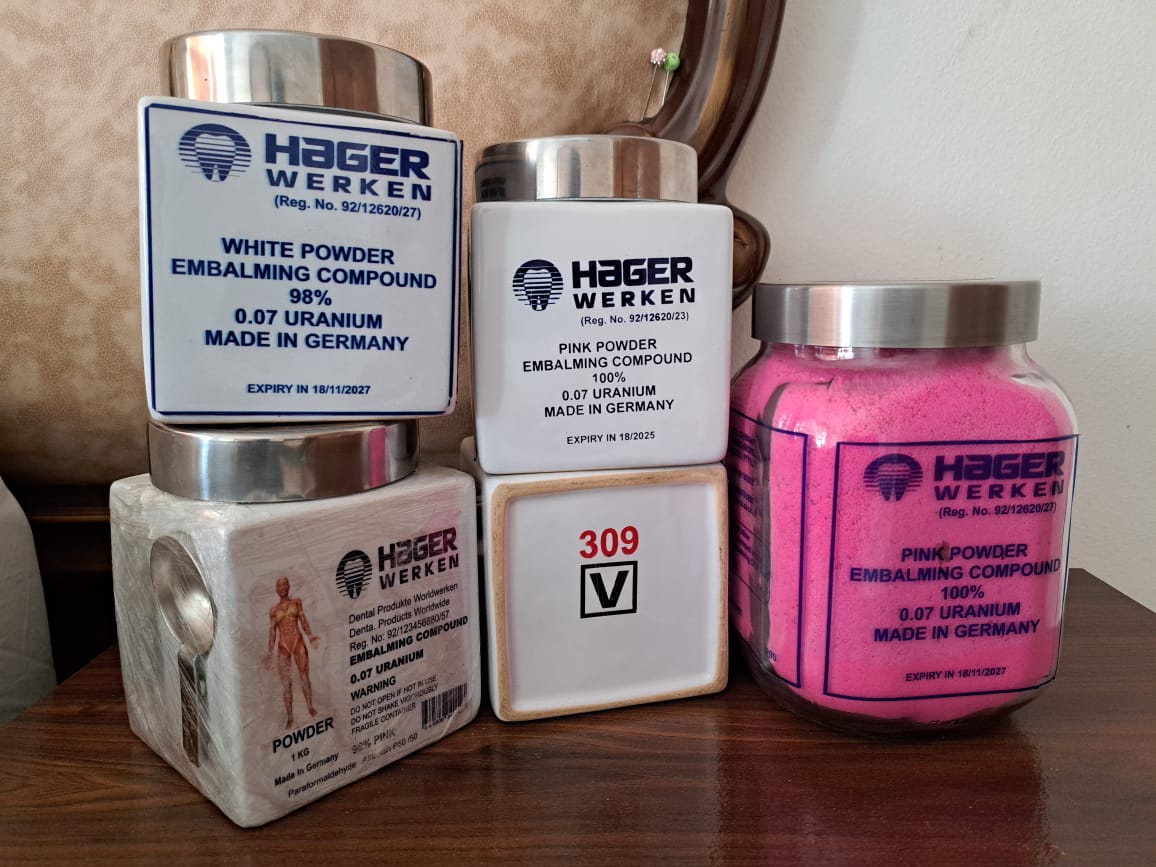 HAGER
WERKEN
(Reg. No. 92/12620/27)
WHITE POWDER
EMBALMING COMPOUND
98%
0.07 URANIUM
MADE IN GERMANY
EXPIRY IN 18/11/2027
HAGER
WERKEN
(Reg. No. 92/12620/23)
PINK POWDER
EMBALMING COMPOUND
100%
0.07 URANIUM
MADE IN GERMANY
EXPIRY IN 18/2025
HAGER
WERKEN
(Reg. No. 92/12620/27)
PINK POWDER
EMBALMING COMPOUND
100%
0.07 URANIUM
MADE IN GERMANY
EXPIRY IN 18/11/2027
HAGER
WERKEN
Dental Produkte Worldwerken
Denta. Products Worldwide
Reg. No: 92/123456880/57
EMBALMING COMPOUND
0.07 URANIUM
WARNING
DO NOT OPEN IF HOT IN USE
DO NOT SHAKE VIGOROUSLY
FRAGILE CONTAINER
98% PINK
POWDER
1 KG
Made In Germany
Paraformaldehyde
309
V